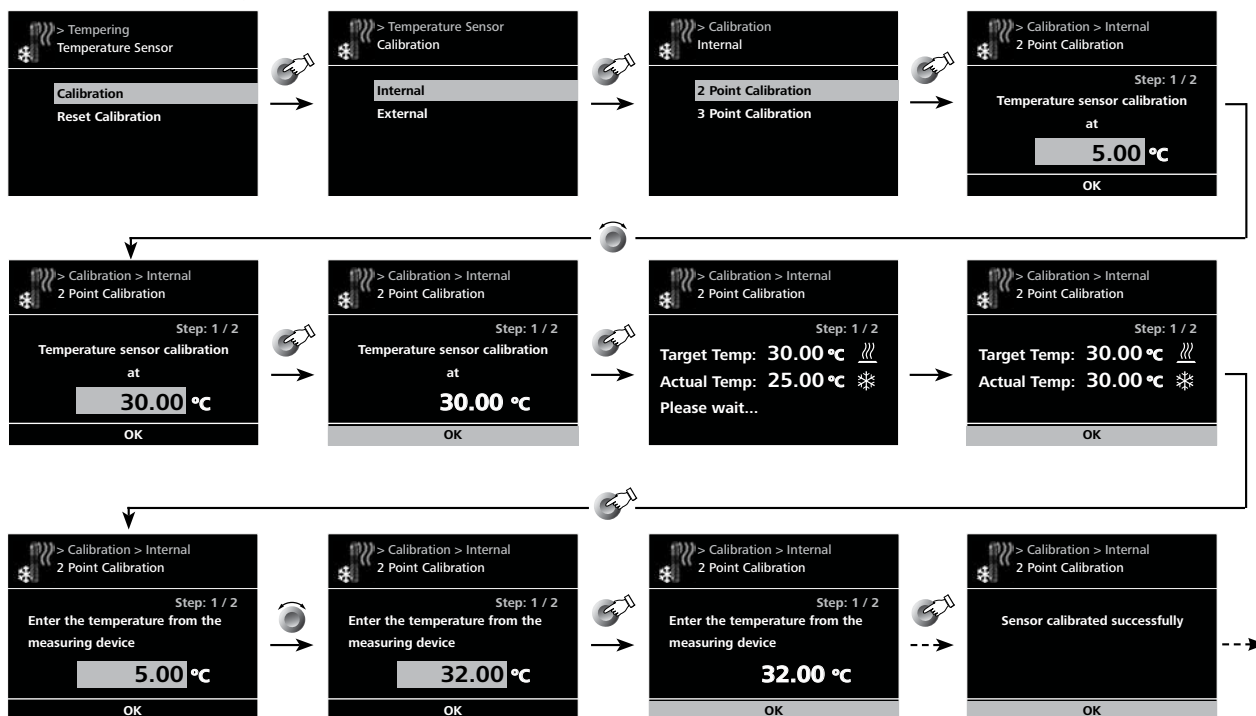 > Tempering
Temperature Sensor
Calibration
Reset Calibration
> Temperature Sensor
Calibration
Internal
External
> Calibration
Internal
2 Point Calibration
3 Point Calibration
> Calibration > Internal
2 Point Calibration
Step: 1 / 2
Temperature sensor calibration
at
5.00 °C
OK
> Calibration > Internal
2 Point Calibration
Step: 1 / 2
Temperature sensor calibration
at
30.00 °C
OK
> Calibration > Internal
2 Point Calibration
Step: 1 / 2
Temperature sensor calibration
at
30.00 °C
OK
> Calibration > Internal
2 Point Calibration
Step: 1 / 2
Target Temp: 30.00 °C
Actual Temp: 25.00 °C
Please wait...
> Calibration > Internal
2 Point Calibration
Step: 1 / 2
Target Temp: 30.00 °C
Actual Temp: 30.00 °C
OK
> Calibration > Internal
2 Point Calibration
Step: 1 / 2
Enter the temperature from the
measuring device
5.00 °C
OK
> Calibration > Internal
2 Point Calibration
Step: 1 / 2
Enter the temperature from the
measuring device
32.00 °C
OK
> Calibration > Internal
2 Point Calibration
Step: 1 / 2
Enter the temperature from the
measuring device
32.00 °C
OK
> Calibration > Internal
2 Point Calibration
Sensor calibrated successfully
OK